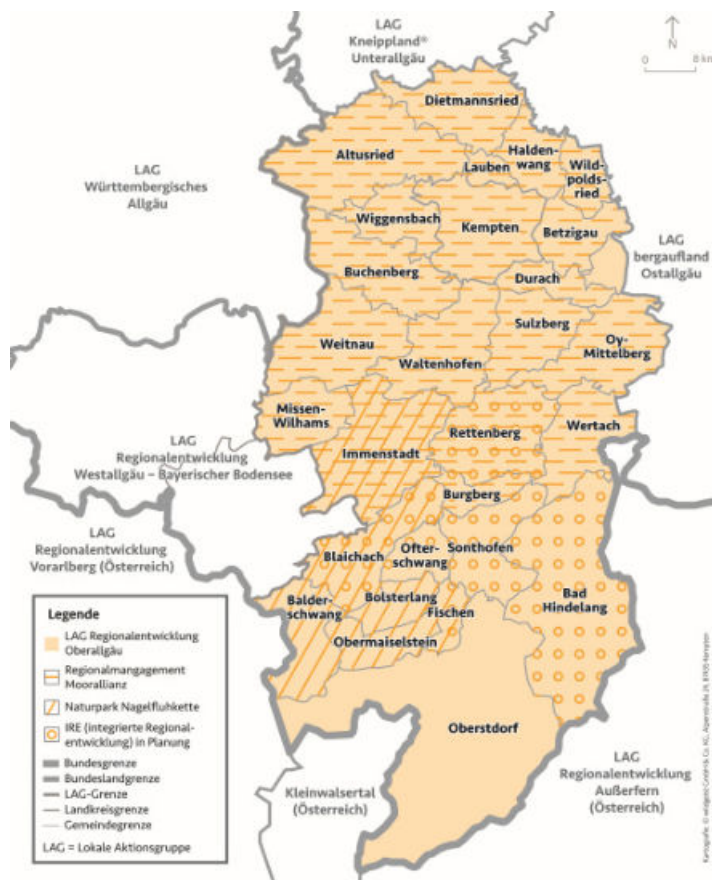 LAG
Kneippland®
Unterallgäu
N
0 8 km
Dietmannsried
Altusried
Halden-
wang
Lauben
Wild-
polds-
ried
LAG
Württembergisches
Allgäu
Wiggensbach
Kempten
Betzigau
LAG
bergaufland
Ostallgäu
Buchenberg
Durach
Sulzberg
Weitnau
Oy-
Mittelberg
Waltenhofen
Missen-
Wilhams
Rettenberg
Wertach
LAG
Regionalentwicklung
Westallgäu – Bayerischer Bodensee
Immenstadt
Burgberg
LAG
Regionalentwicklung
Vorarlberg (Österreich)
Blaichach
Ofter-
schwang
Sonthofen
Balder-
schwang
Bolsterlang
Fischen
Bad
Hindelang
Obermaiselstein
Oberstdorf
Legende
LAG Regionalentwicklung
Oberallgäu
Regionalmangagement
Moorallianz
Naturpark Nagelfluhkette
IRE (integrierte Regional-
entwicklung) in Planung
Bundesgrenze
Bundeslandgrenze
LAG-Grenze
Landkreisgrenze
Gemeindegrenze
LAG = Lokale Aktionsgruppe
Kleinwalsertal
(Österreich)
LAG
Regionalentwicklung
Außerfern
(Österreich)